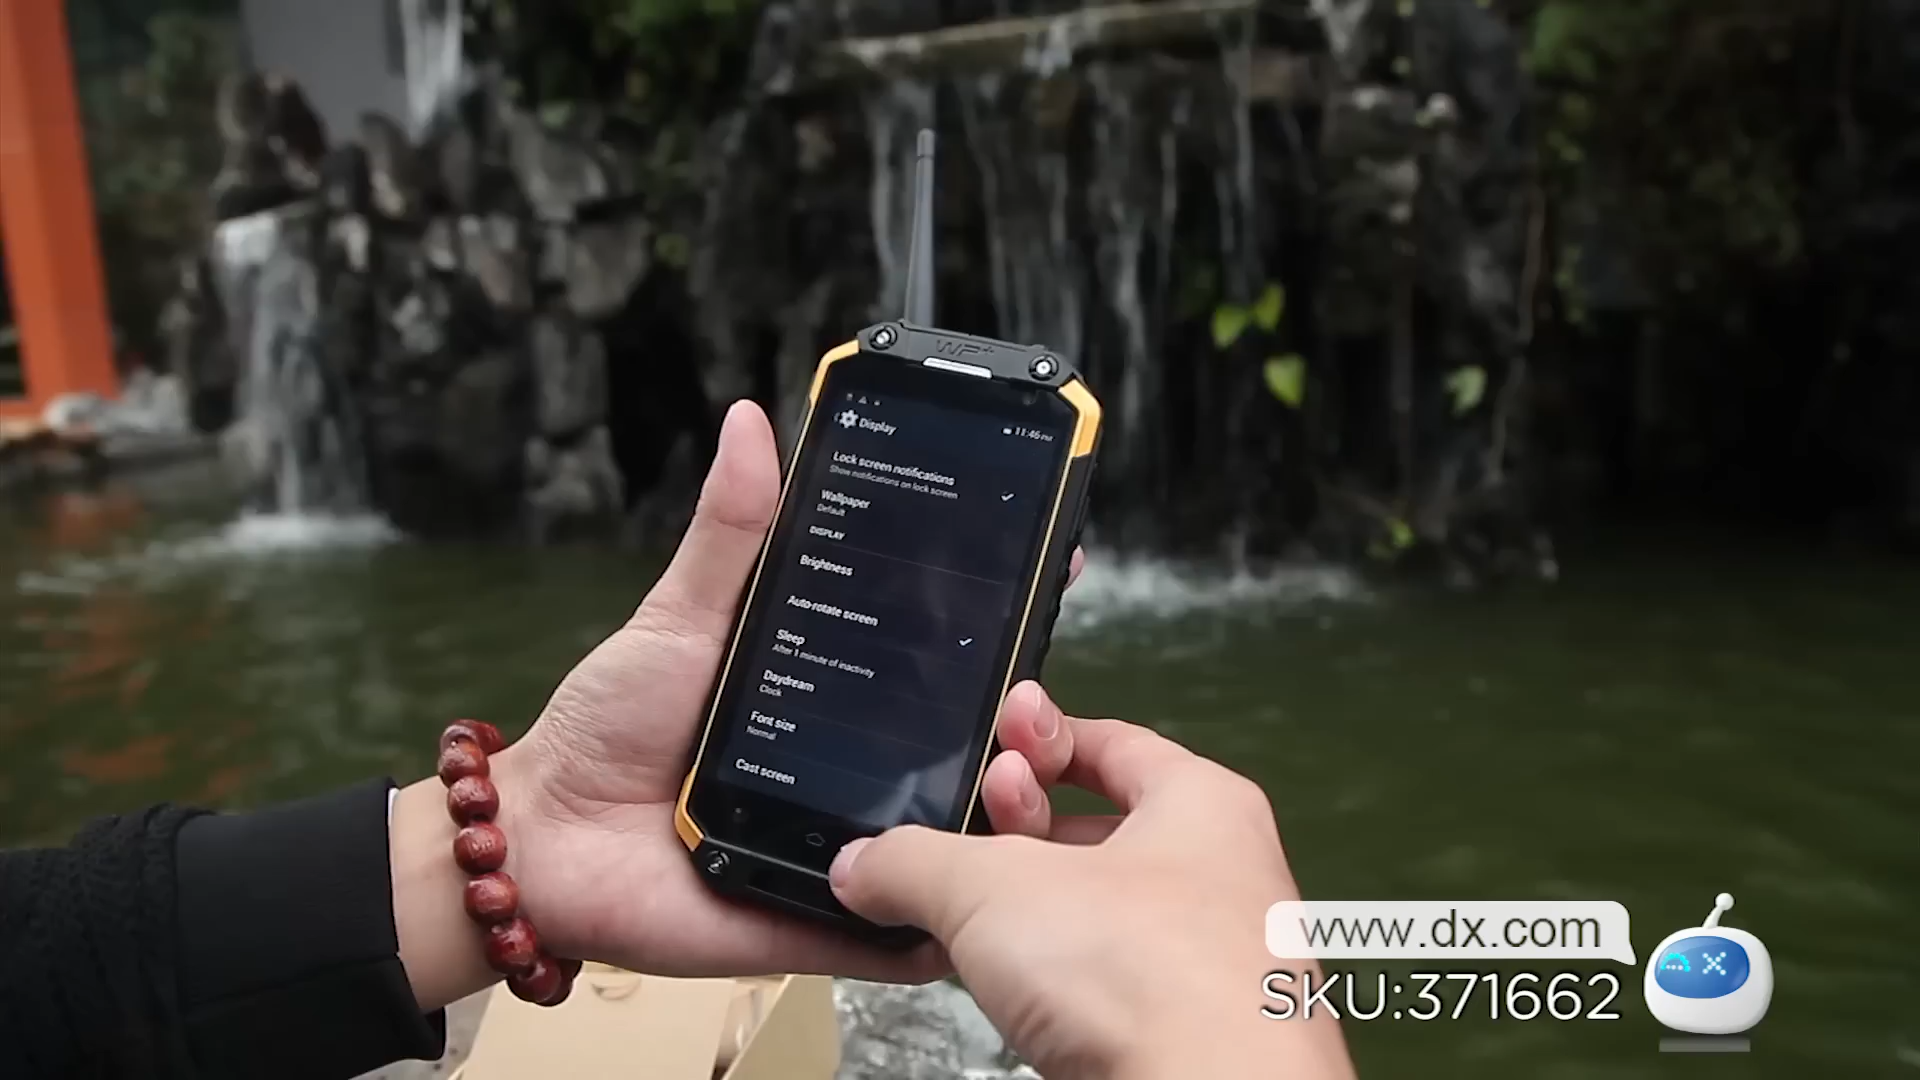 WP+
Display
11:46 PM
Lock screen notifications
Show notifications on lock screen
Wallpaper
Default
DISPLAY
Brightness
Auto-rotate screen
Sleep
After 1 minute of inactivity
Daydream
Clock
Font size
Normal
Cast screen
www.dx.com
SKU:371662